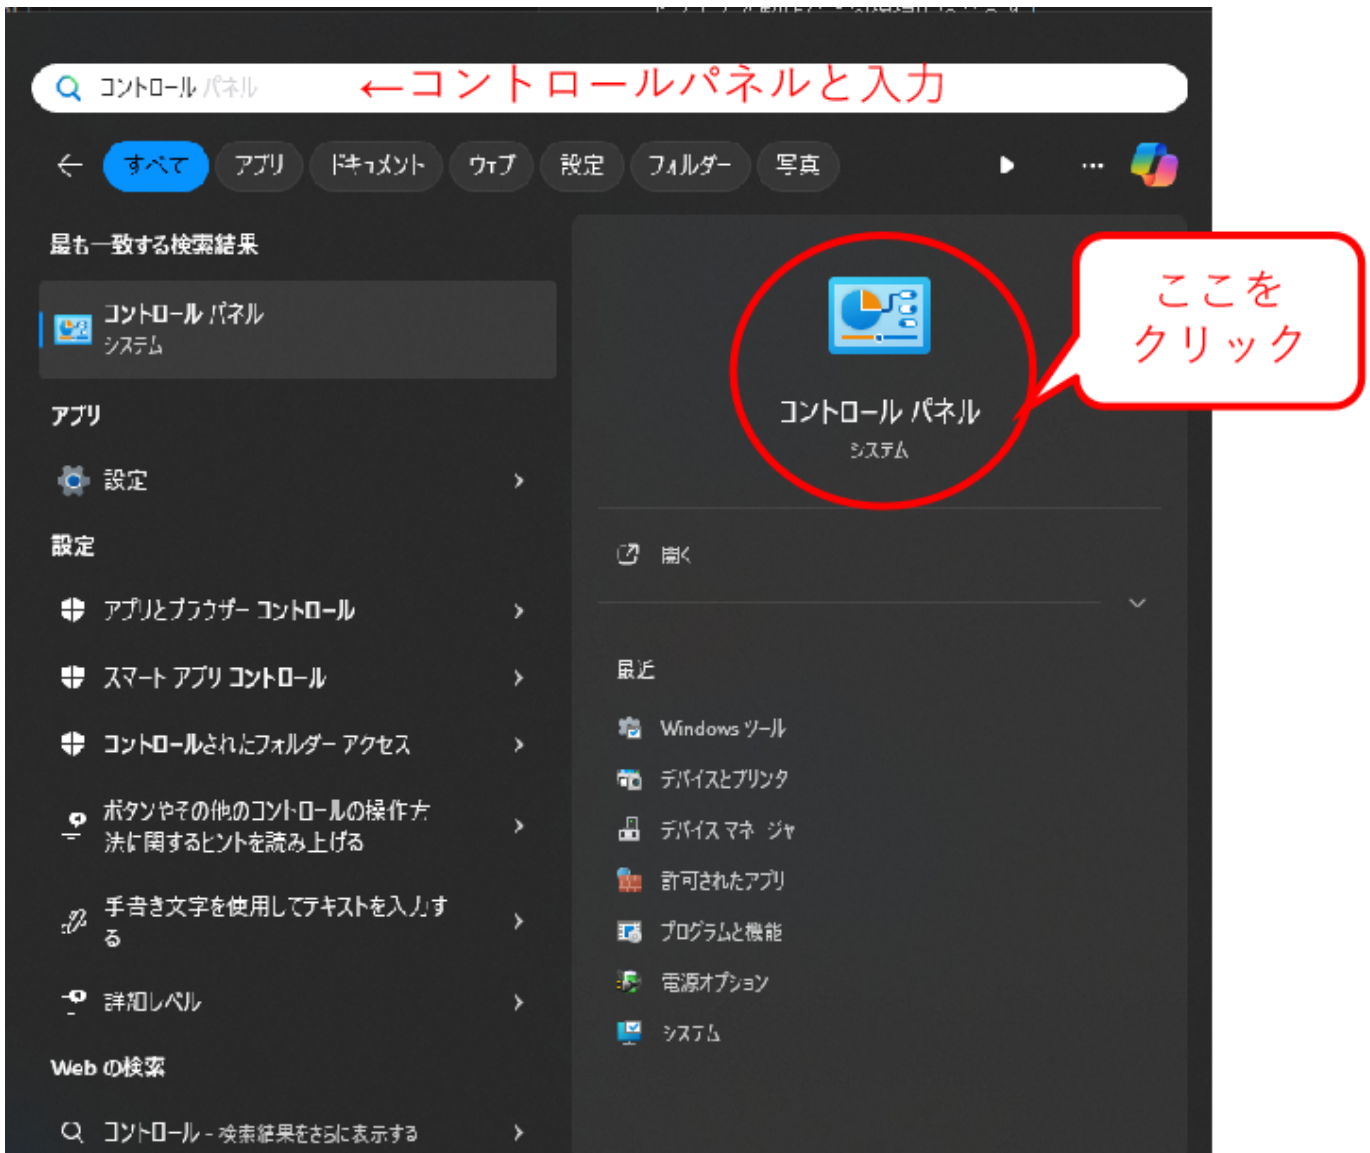 コントロール パネル ←コントロールパネルと入力
すべて アプリ ドキュメント ウェブ 設定 フォルダー 写真 ▶ …
最も一致する検索結果
コントロール パネル
システム
アプリ
設定
設定
アプリとブラウザー コントロール
スマート アプリ コントロール
コントロールされたフォルダー アクセス
ボタンやその他のコントロールの操作方
法に関するヒントを読み上げる
手書き文字を使用してテキストを入力す
る
詳細レベル
Web の検索
コントロール - 検索結果をさらに表示する
コントロール パネル
システム
ここを
クリック
開く
最近
Windows ツール
デバイスとプリンター
デバイス マネージャー
許可されたアプリ
プログラムと機能
電源オプション
システム